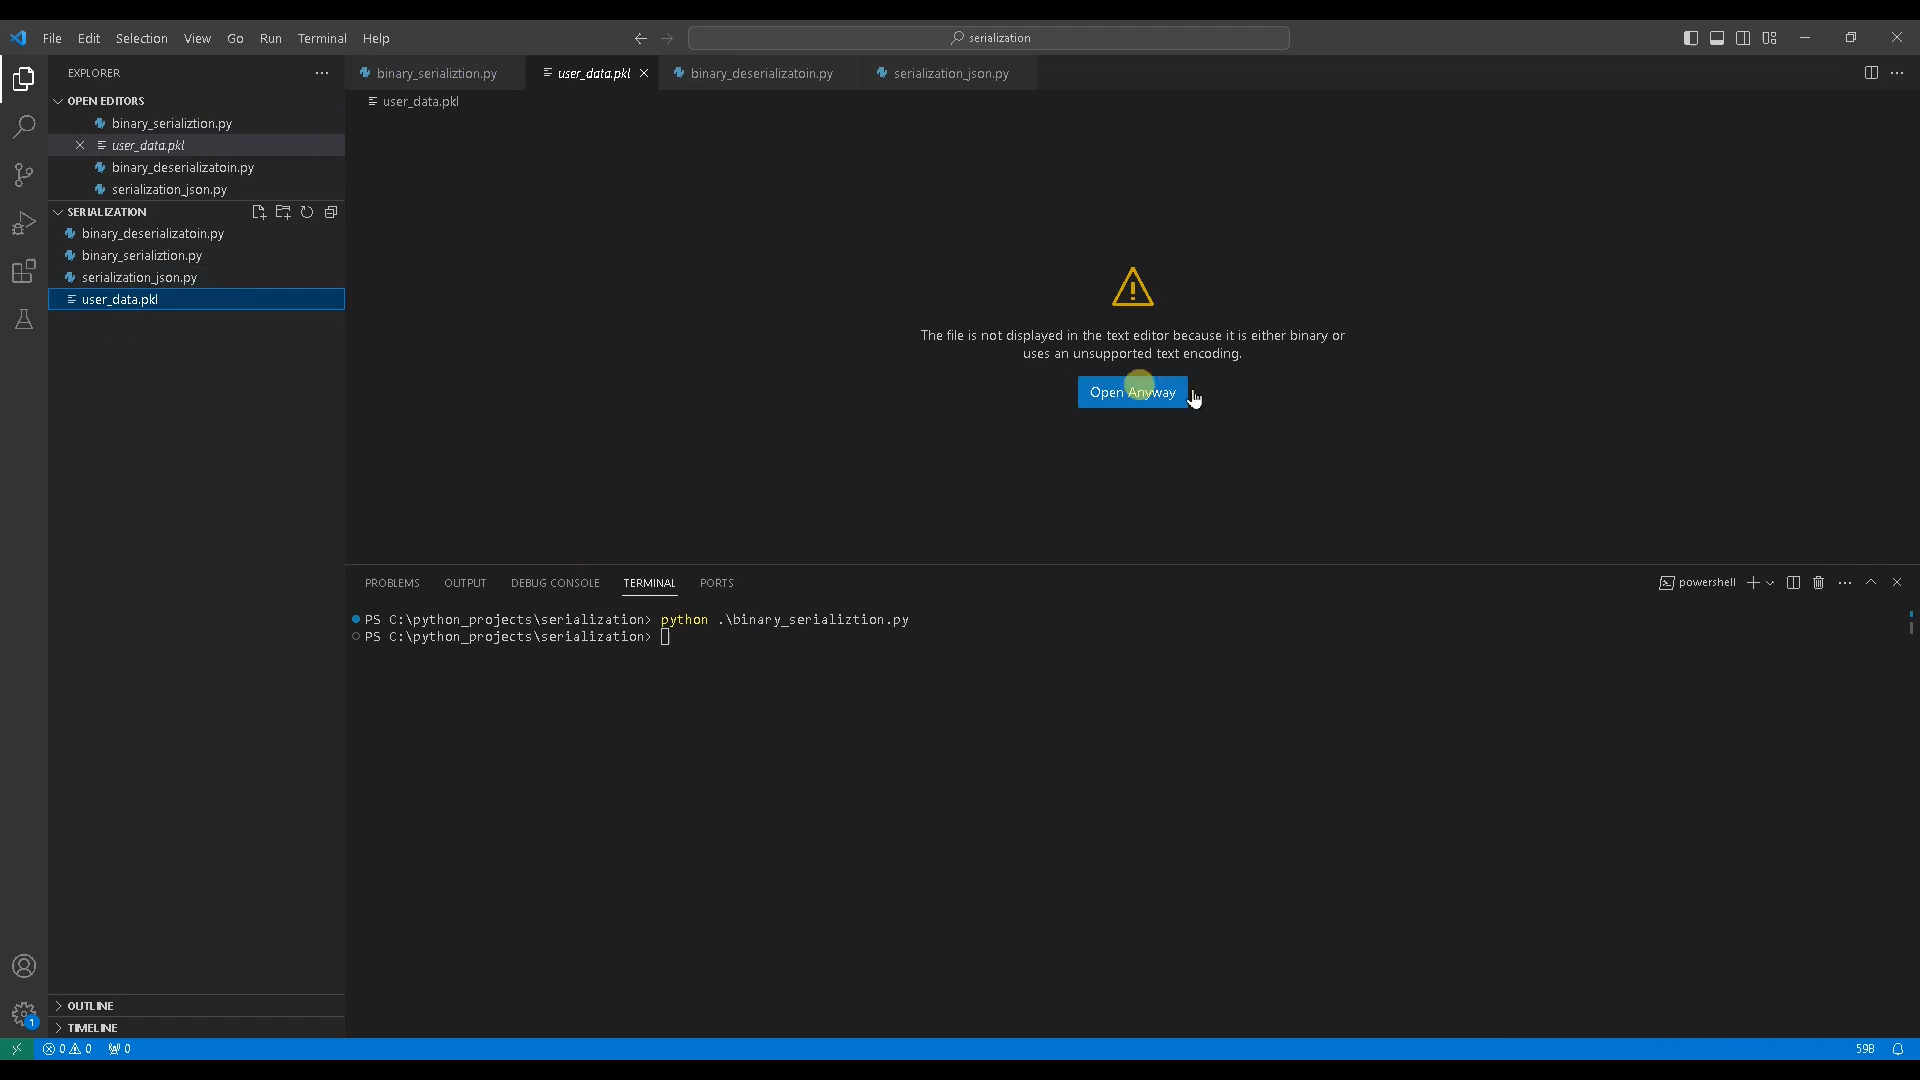 File Edit Selection View Go Run Terminal Help
serialization
EXPLORER
OPEN EDITORS
binary_serializtion.py
user_data.pkl
binary_deserializatoin.py
serialization_json.py
SERIALIZATION
binary_deserializatoin.py
binary_serializtion.py
serialization_json.py
user_data.pkl
OUTLINE
TIMELINE
binary_serializtion.py user_data.pkl binary_deserializatoin.py serialization_json.py
user_data.pkl
The file is not displayed in the text editor because it is either binary or
uses an unsupported text encoding.
Open Anyway
PROBLEMS OUTPUT DEBUG CONSOLE TERMINAL PORTS
powershell
PS C:\python_projects\serialization> python .\binary_serializtion.py
PS C:\python_projects\serialization>
1
0 0 0
59B